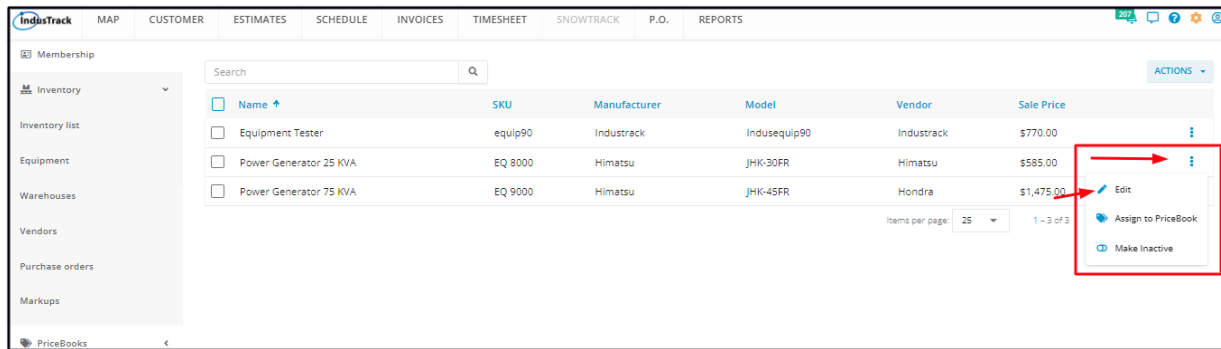 IndusTrack MAP CUSTOMER ESTIMATES SCHEDULE INVOICES TIMESHEET SNOWTRACK P.O. REPORTS 207
Membership
Search ACTIONS
Inventory
Name SKU Manufacturer Model Vendor Sale Price
Inventory list
Equipment Tester equip90 Industrack Indusequip90 Industrack $770.00
Equipment
Power Generator 25 KVA EQ 8000 Himatsu JHK-30FR Himatsu $585.00
Warehouses
Power Generator 75 KVA EQ 9000 Himatsu JHK-45FR Hondra $1,475.00
Edit
Items per page: 25 1 – 3 of 3
Assign to PriceBook
Vendors
Make Inactive
Purchase orders
Markups
PriceBooks